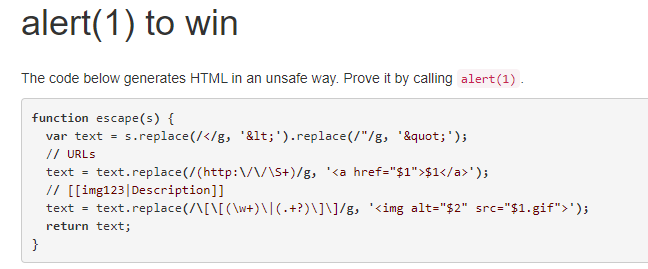 alert(1) to win
The code below generates HTML in an unsafe way. Prove it by calling alert(1).
function escape(s) {
  var text = s.replace(/</g, '&lt;').replace(/"/g, '&quot;');
  // URLs
  text = text.replace(/(http:\/\/\S+)/g, '<a href="$1">$1</a>');
  // [[img123|Description]]
  text = text.replace(/\[\[(\w+)\|(.+?)\]\]/g, '<img alt="$2" src="$1.gif">');
  return text;
}